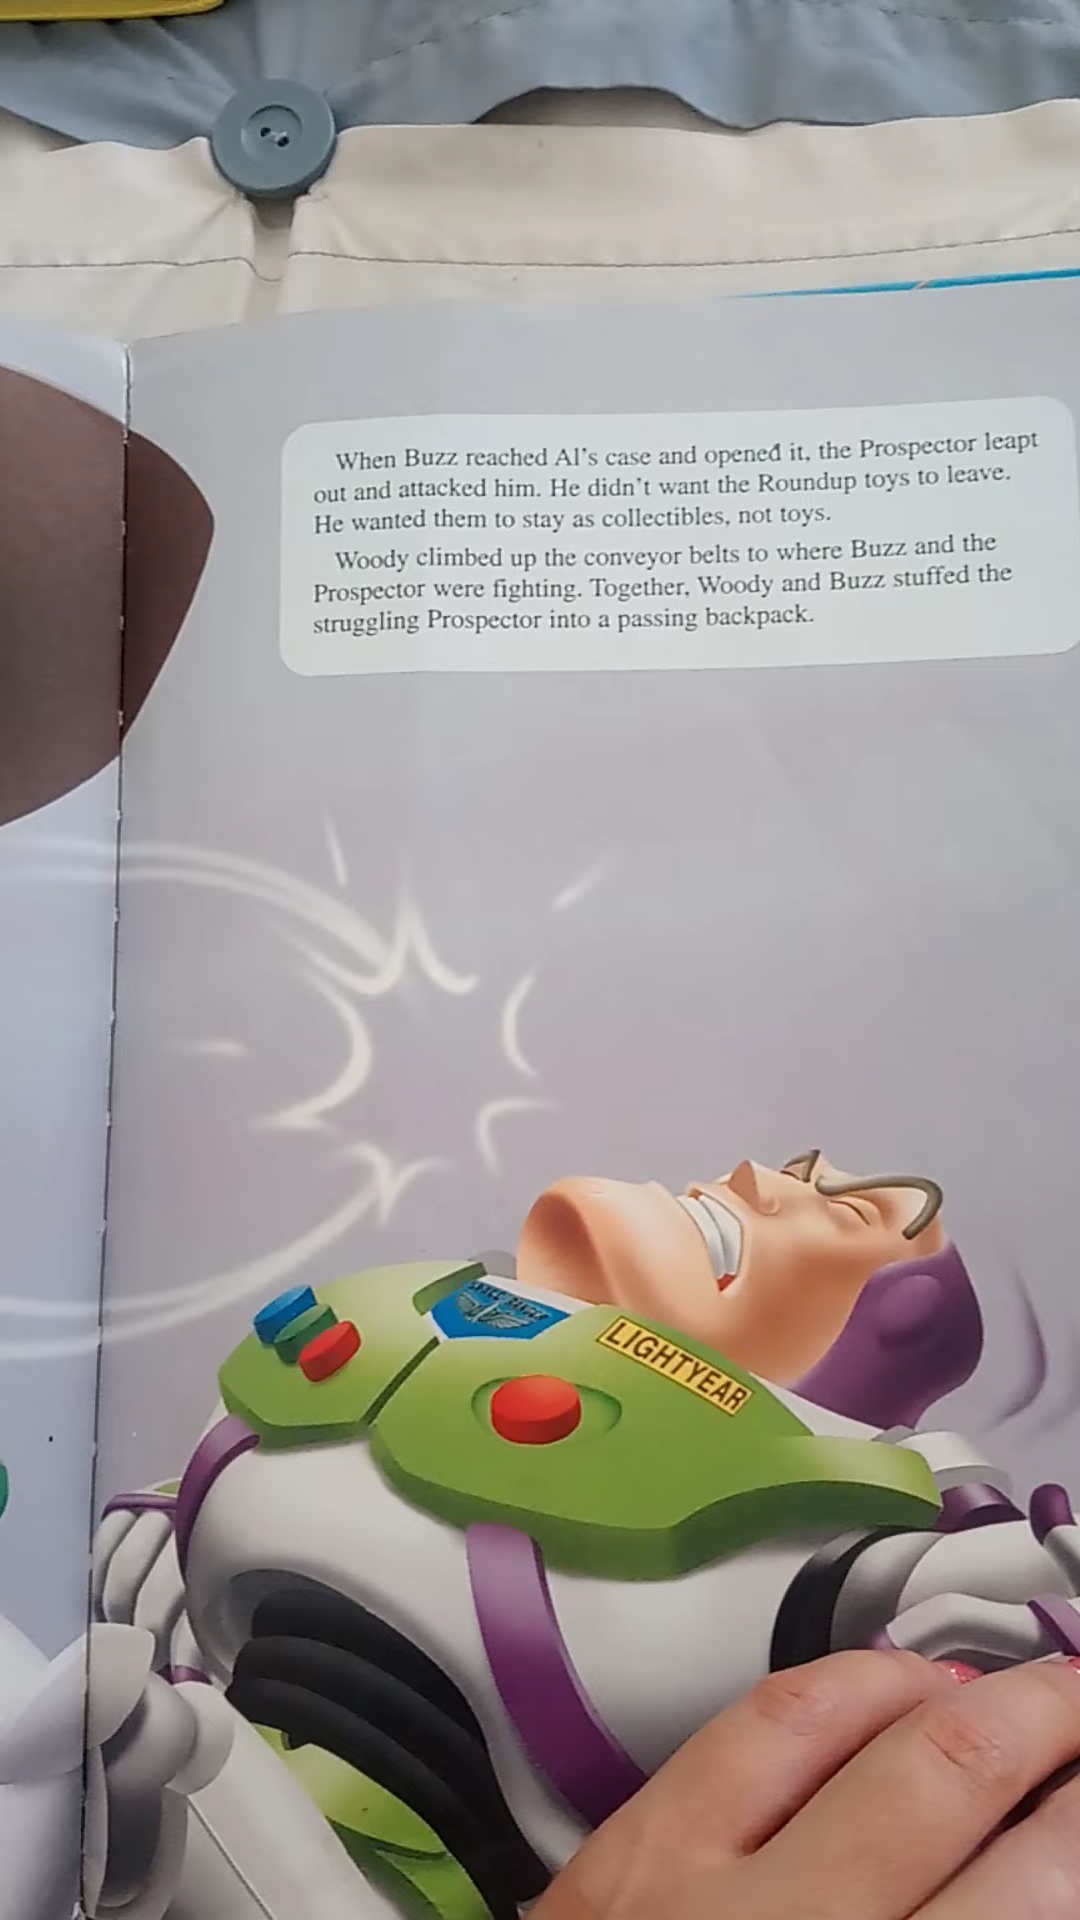 When Buzz reached Al's case and opened it, the Prospector leapt
out and attacked him. He didn't want the Roundup toys to leave.
He wanted them to stay as collectibles, not toys.
Woody climbed up the conveyor belts to where Buzz and the
Prospector were fighting. Together, Woody and Buzz stuffed the
struggling Prospector into a passing backpack.
SPACE RANGER
LIGHTYEAR